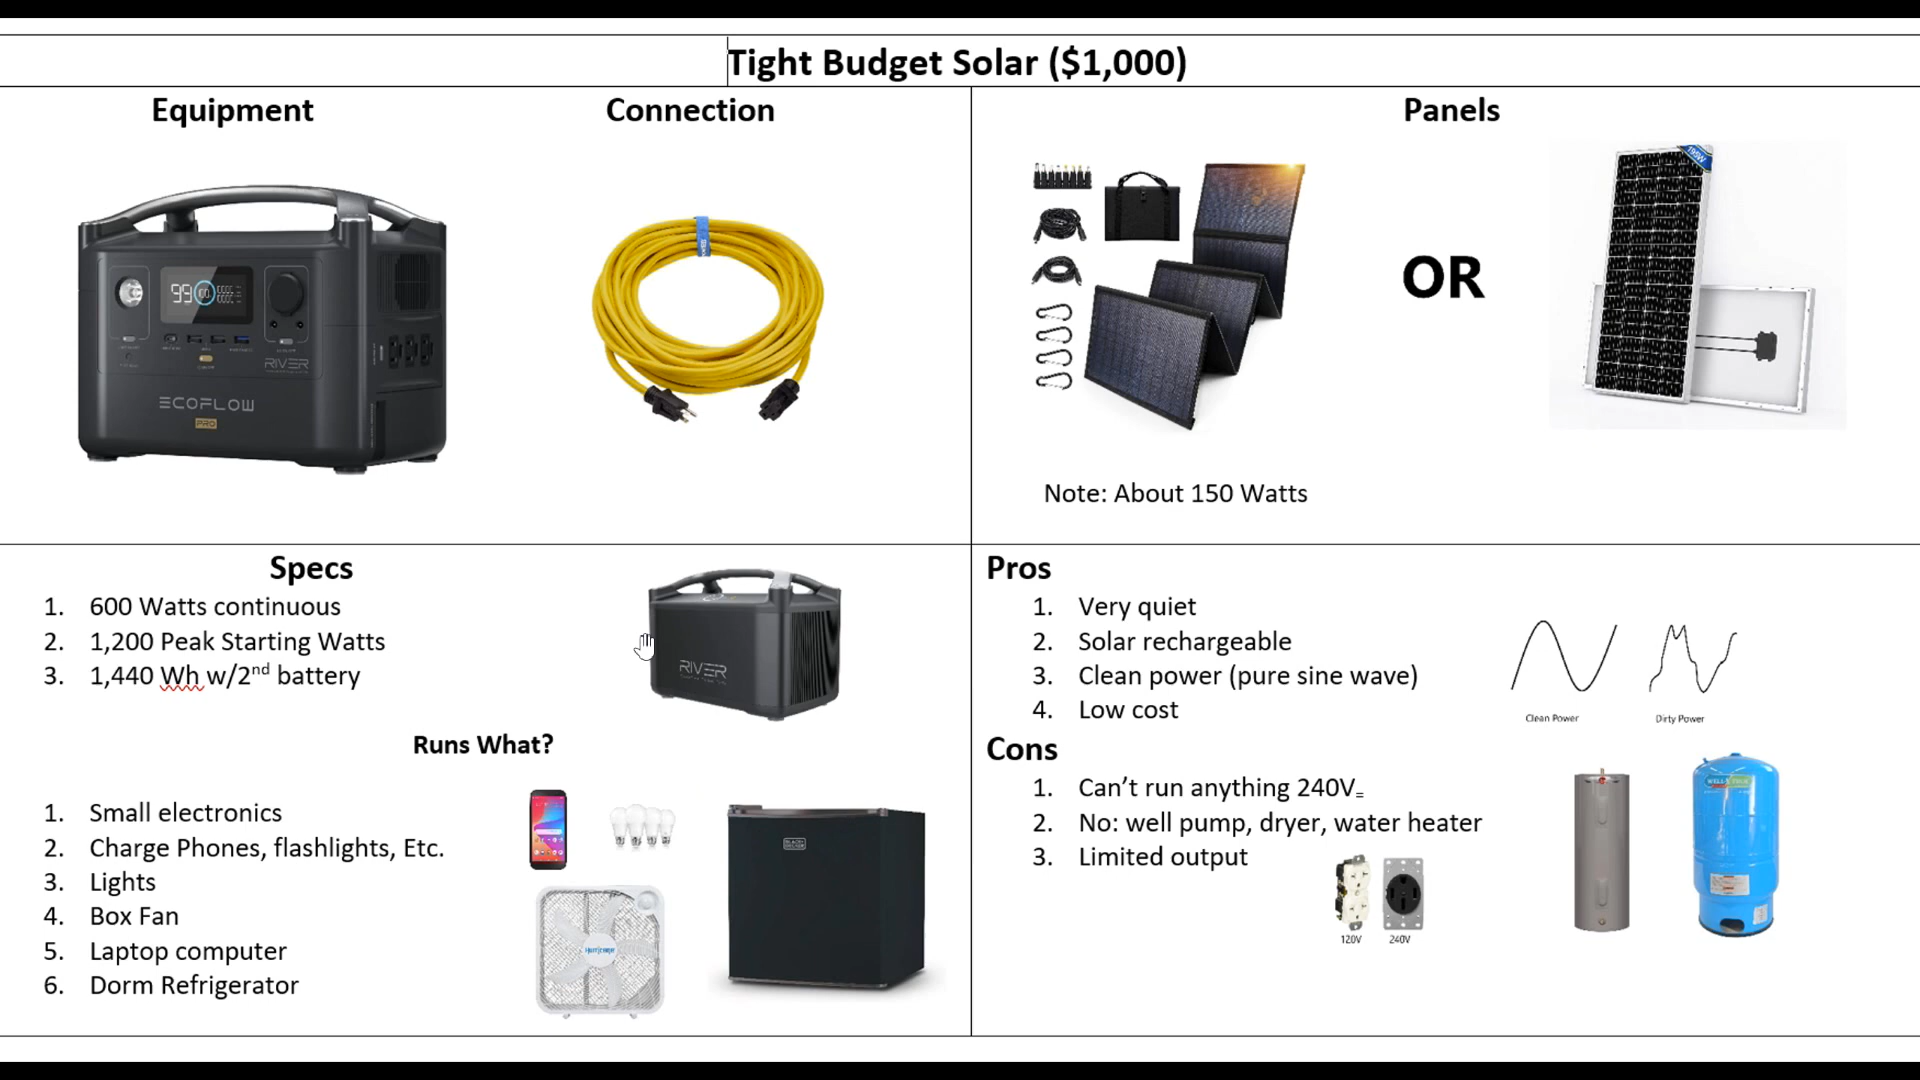 Tight Budget Solar ($1,000)
Equipment
Connection
Panels
99 100
RIVER
ECOFLOW
PRO
195W
OR
Note: About 150 Watts
Specs
1. 600 Watts continuous
2. 1,200 Peak Starting Watts
3. 1,440 Wh w/2nd battery
RIVER
Runs What?
1. Small electronics
2. Charge Phones, flashlights, Etc.
3. Lights
4. Box Fan
5. Laptop computer
6. Dorm Refrigerator
Pros
1. Very quiet
2. Solar rechargeable
3. Clean power (pure sine wave)
4. Low cost
Clean Power
Dirty Power
Cons
1. Can’t run anything 240V=
2. No: well pump, dryer, water heater
3. Limited output
120V
240V